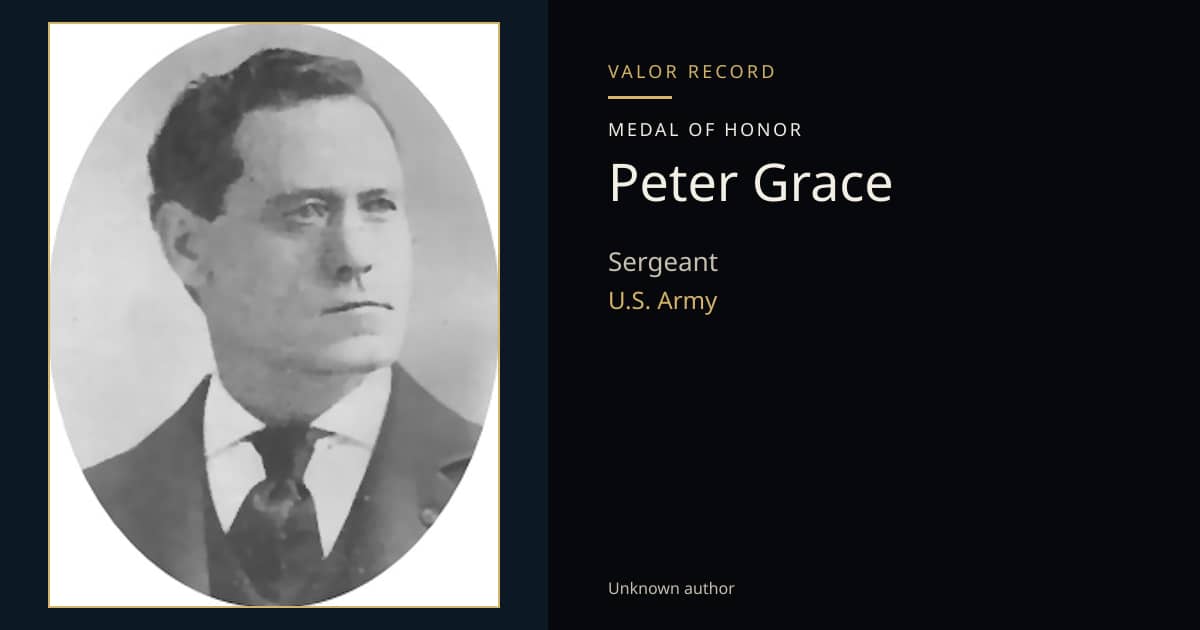 VALOR RECORD
MEDAL OF HONOR
Peter Grace
Sergeant
U.S. Army
Unknown author